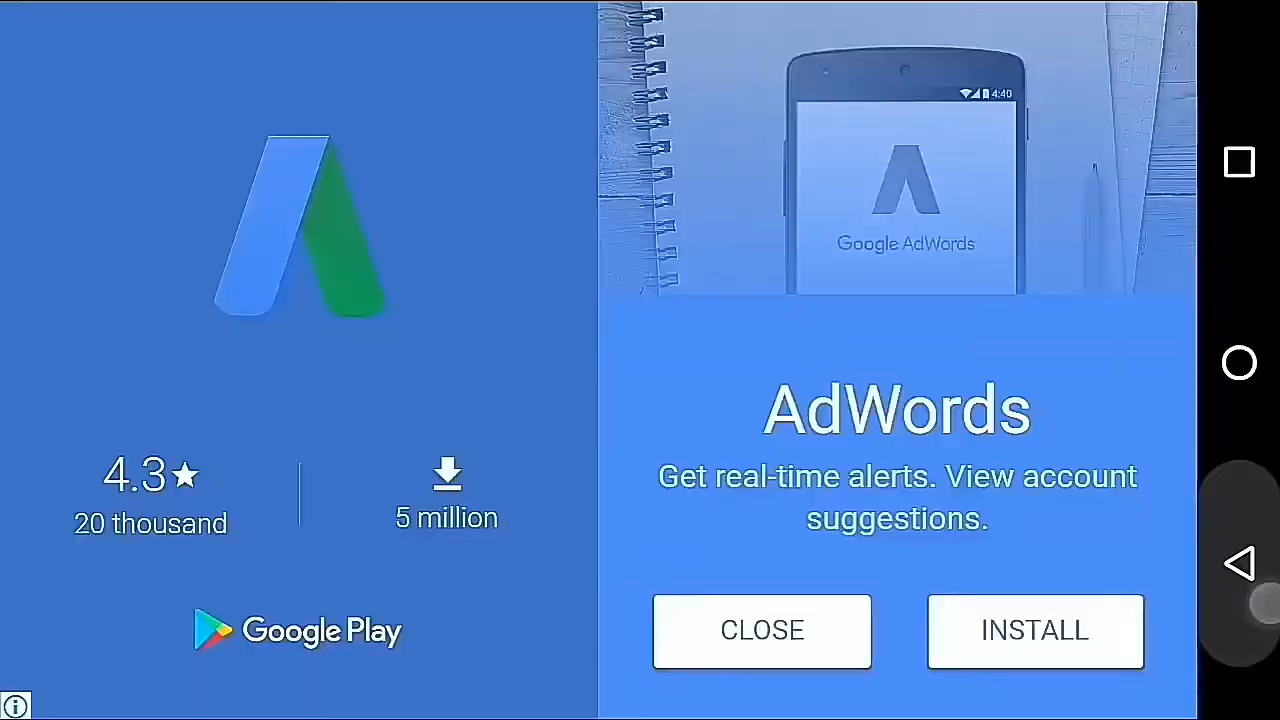 4:40
Google AdWords
4.3★
20 thousand
5 million
Google Play
AdWords
Get real-time alerts. View account
suggestions.
CLOSE
INSTALL